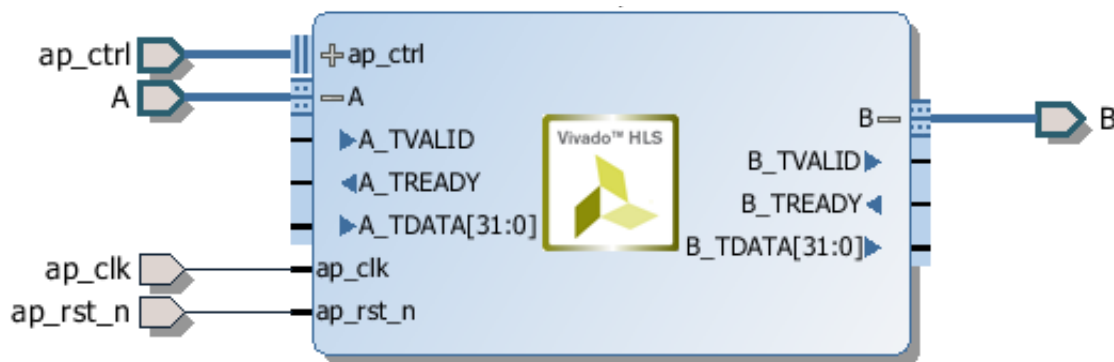 ap_ctrl
A
ap_clk
ap_rst_n
ap_ctrl
A
A_TVALID
A_TREADY
A_TDATA[31:0]
ap_clk
ap_rst_n
Vivado™ HLS
B
B_TVALID
B_TREADY
B_TDATA[31:0]
B